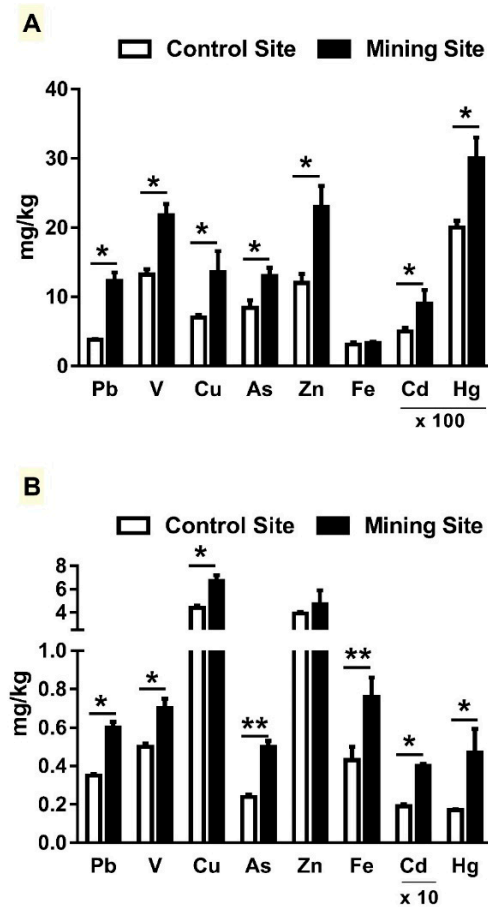 A
Control Site Mining Site
mg/kg
40
30
20
10
0
* * * * * * *
Pb V Cu As Zn Fe Cd Hg
x 100
B
Control Site Mining Site
mg/kg
8
6
4
1.0
0.8
0.6
0.4
0.2
0.0
* * * ** ** * *
Pb V Cu As Zn Fe Cd Hg
x 10